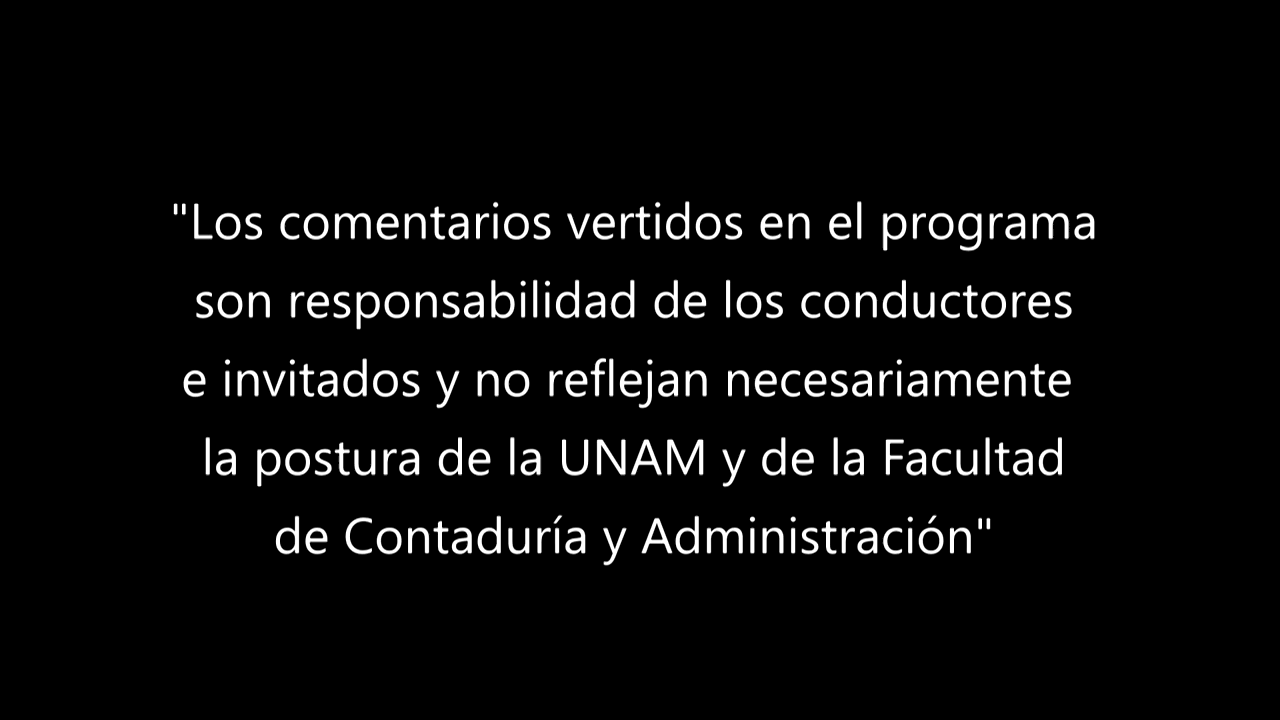 "Los comentarios vertidos en el programa
son responsabilidad de los conductores
e invitados y no reflejan necesariamente
la postura de la UNAM y de la Facultad
de Contaduría y Administración"